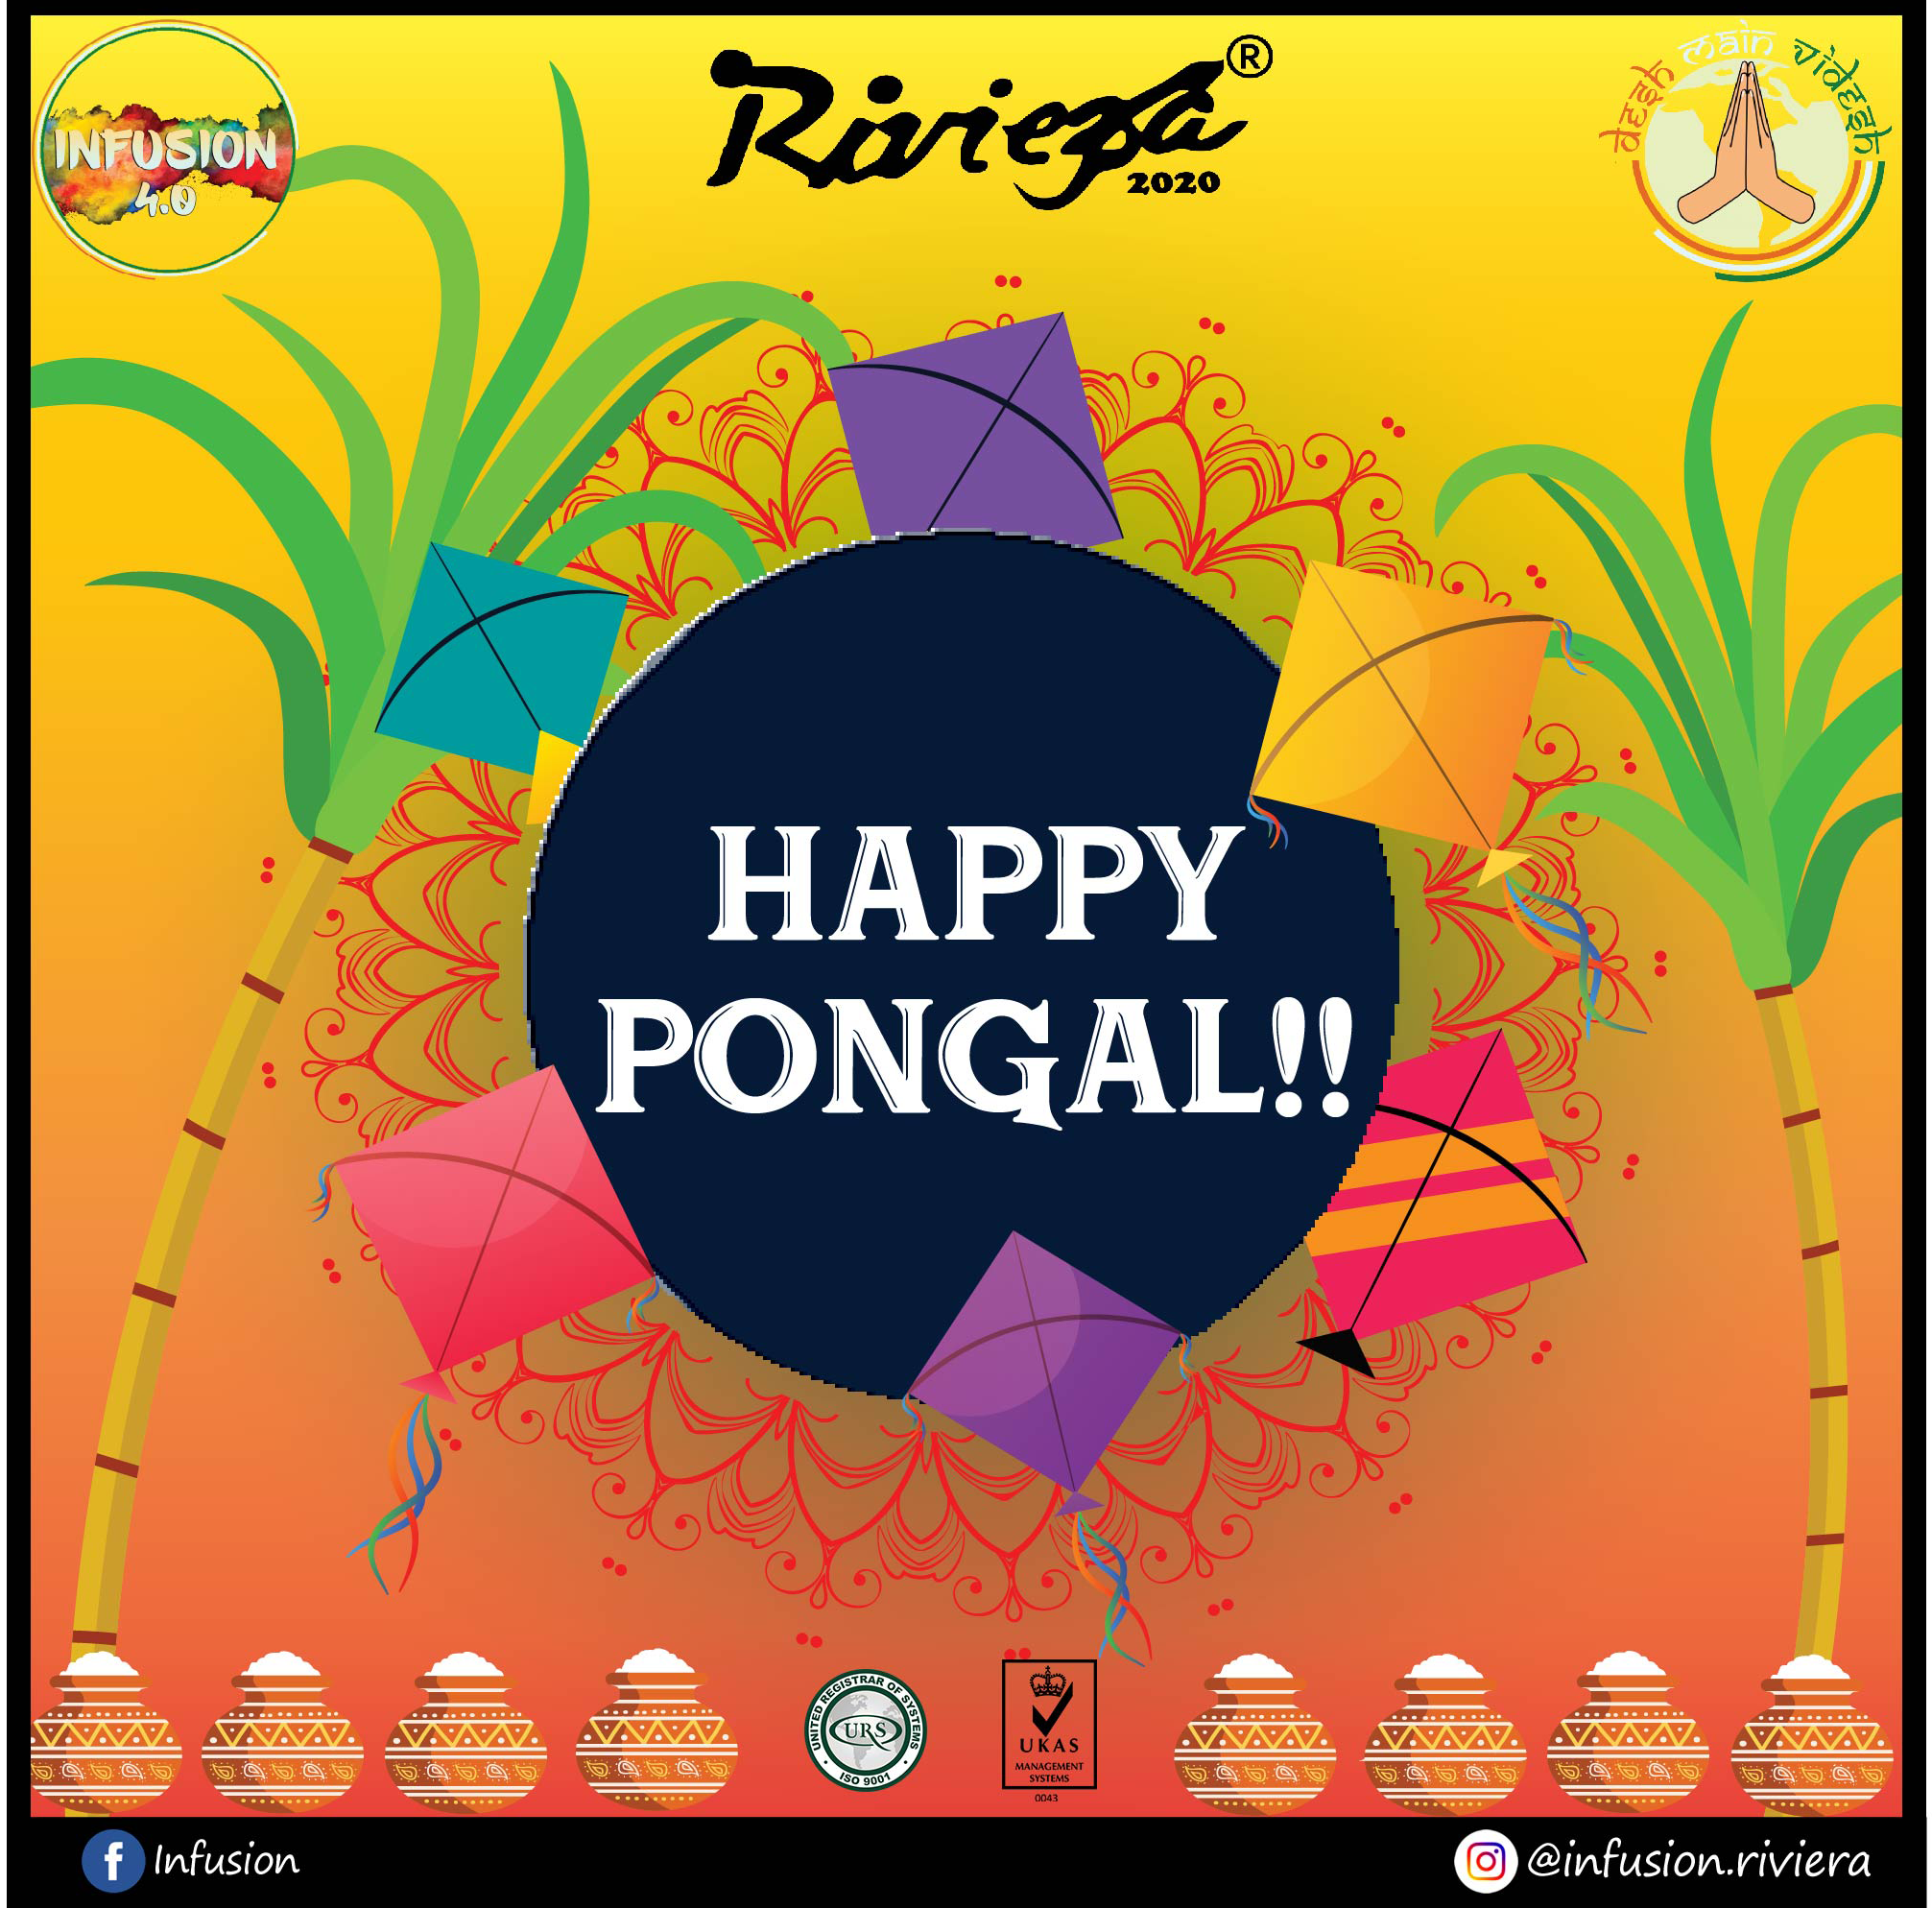 INFUSION
4.0
Riviera®
2020
desh main videsh
HAPPY
PONGAL!!
UNITED REGISTRAR OF SYSTEMS
URS
ISO 9001
UKAS
MANAGEMENT
SYSTEMS
0043
Infusion
@infusion.riviera